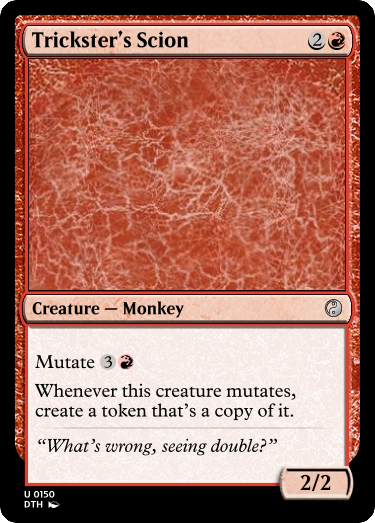 Trickster's Scion 2
Creature — Monkey
Mutate 3
Whenever this creature mutates,
create a token that's a copy of it.
“What's wrong, seeing double?”
2/2
U 0150
DTH